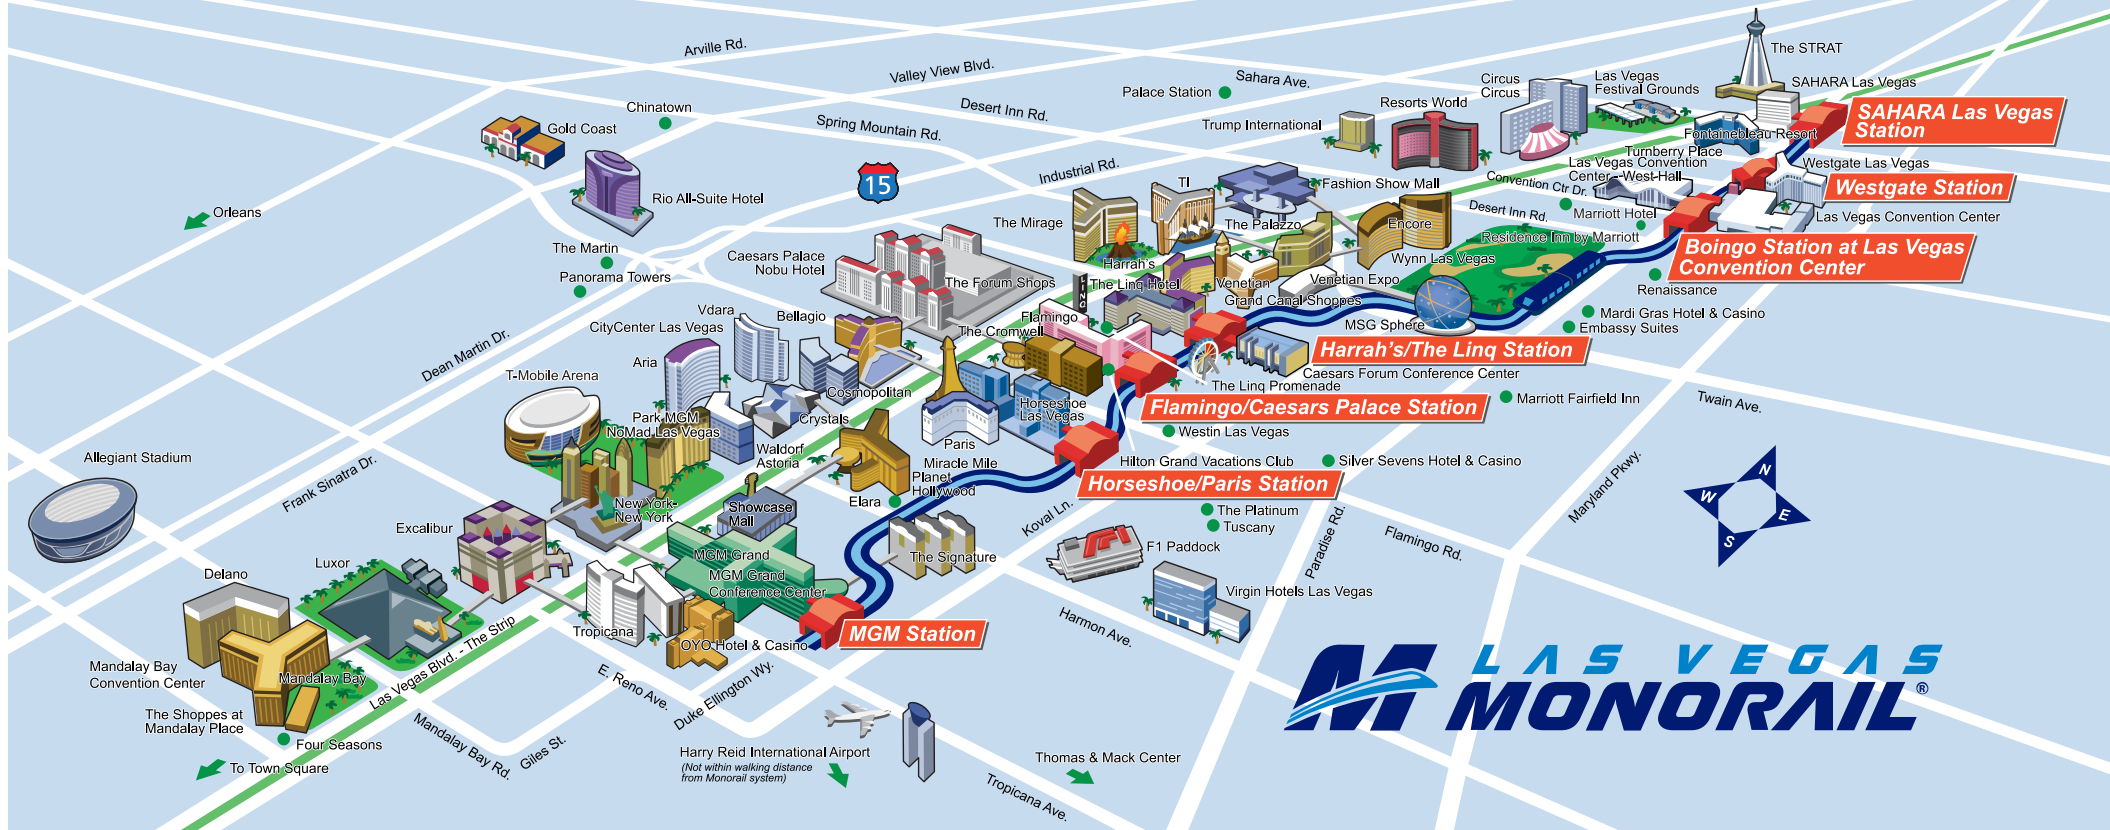 Arville Rd.
Valley View Blvd.
Sahara Ave.
Desert Inn Rd.
Spring Mountain Rd.
Industrial Rd.
Palace Station
Trump International
Resorts World
Circus
Circus
Las Vegas
Festival Grounds
The STRAT
SAHARA Las Vegas
SAHARA Las Vegas
Station
Fontainebleau Resort
Turnberry Place
Las Vegas Convention
Center - West Hall
Westgate Las Vegas
Westgate Station
Las Vegas Convention Center
Convention Ctr Dr.
Marriott Hotel
Desert Inn Rd.
Residence Inn by Marriott
Boingo Station at Las Vegas
Convention Center
Renaissance
Mardi Gras Hotel & Casino
Embassy Suites
Chinatown
Gold Coast
Rio All-Suite Hotel
Orleans
The Martin
Panorama Towers
15
TI
Fashion Show Mall
The Mirage
The Palazzo
Encore
Wynn Las Vegas
Harrah's
Venetian
Venetian Expo
Grand Canal Shoppes
The Linq Hotel
LINQ
MSG Sphere
Caesars Palace
Nobu Hotel
The Forum Shops
Flamingo
The Cromwell
Harrah's/The Linq Station
Caesars Forum Conference Center
The Linq Promenade
Flamingo/Caesars Palace Station
Marriott Fairfield Inn
Twain Ave.
Vdara
Bellagio
CityCenter Las Vegas
Aria
Dean Martin Dr.
T-Mobile Arena
Cosmopolitan
Crystals
Park MGM
NoMad Las Vegas
Waldorf
Astoria
Horseshoe
Las Vegas
Paris
Westin Las Vegas
Hilton Grand Vacations Club
Silver Sevens Hotel & Casino
Horseshoe/Paris Station
Miracle Mile
Planet
Hollywood
Elara
The Platinum
Tuscany
Koval Ln.
Paradise Rd.
Flamingo Rd.
Maryland Pkwy.
N
W
E
S
Allegiant Stadium
Frank Sinatra Dr.
New York-
New York
Showcase
Mall
Excalibur
MGM Grand
MGM Grand
Conference Center
The Signature
F1 Paddock
Virgin Hotels Las Vegas
Harmon Ave.
Luxor
Delano
Tropicana
OYO Hotel & Casino
MGM Station
Mandalay Bay
Convention Center
Mandalay Bay
Las Vegas Blvd. - The Strip
E. Reno Ave.
Duke Ellington Wy.
The Shoppes at
Mandalay Place
Four Seasons
To Town Square
Mandalay Bay Rd.
Giles St.
Harry Reid International Airport
(Not within walking distance
from Monorail system)
Thomas & Mack Center
Tropicana Ave.
LAS VEGAS
MONORAIL®